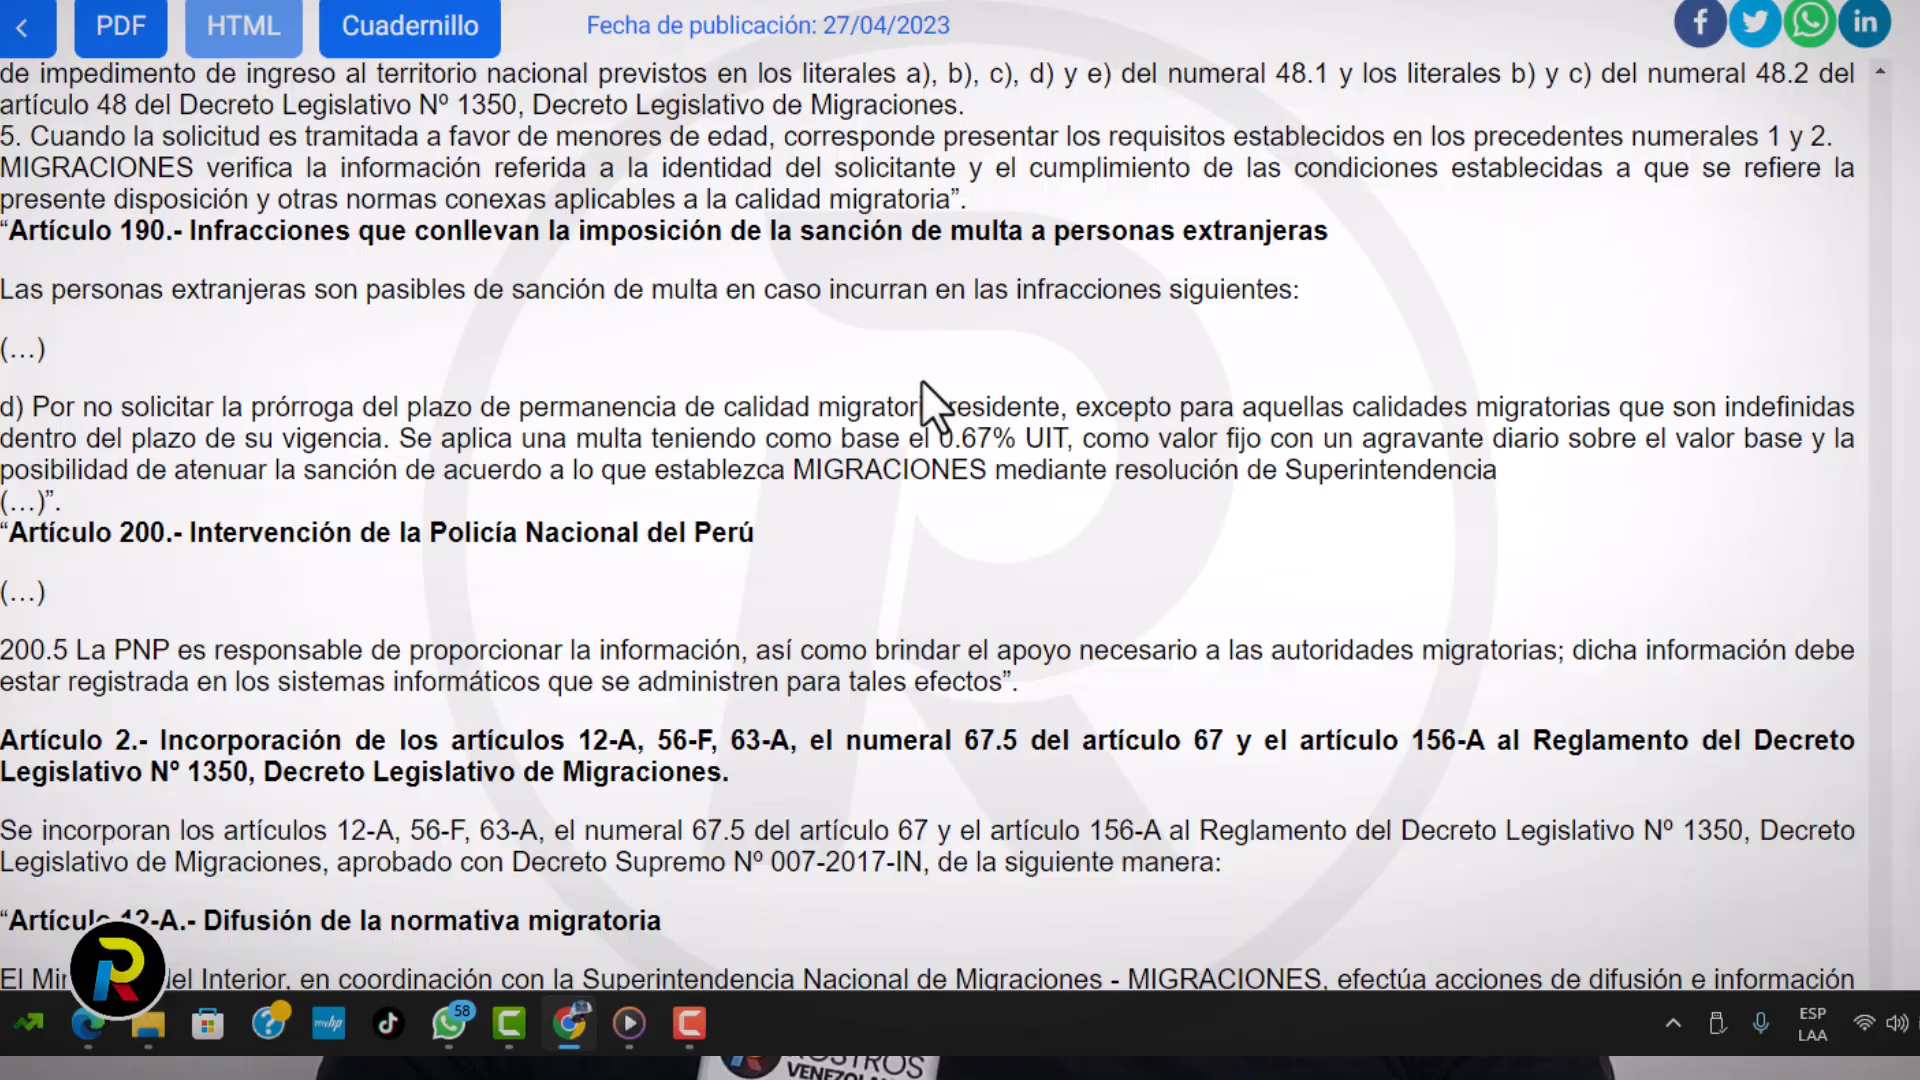 PDF HTML Cuadernillo Fecha de publicación: 27/04/2023
de impedimento de ingreso al territorio nacional previstos en los literales a), b), c), d) y e) del numeral 48.1 y los literales b) y c) del numeral 48.2 del
artículo 48 del Decreto Legislativo Nº 1350, Decreto Legislativo de Migraciones.
5. Cuando la solicitud es tramitada a favor de menores de edad, corresponde presentar los requisitos establecidos en los precedentes numerales 1 y 2.
MIGRACIONES verifica la información referida a la identidad del solicitante y el cumplimiento de las condiciones establecidas a que se refiere la
presente disposición y otras normas conexas aplicables a la calidad migratoria”.
“Artículo 190.- Infracciones que conllevan la imposición de la sanción de multa a personas extranjeras
Las personas extranjeras son pasibles de sanción de multa en caso incurran en las infracciones siguientes:
(…)
d) Por no solicitar la prórroga del plazo de permanencia de calidad migratoria residente, excepto para aquellas calidades migratorias que son indefinidas
dentro del plazo de su vigencia. Se aplica una multa teniendo como base el 0.67% UIT, como valor fijo con un agravante diario sobre el valor base y la
posibilidad de atenuar la sanción de acuerdo a lo que establezca MIGRACIONES mediante resolución de Superintendencia
(…)”.
“Artículo 200.- Intervención de la Policía Nacional del Perú
(…)
200.5 La PNP es responsable de proporcionar la información, así como brindar el apoyo necesario a las autoridades migratorias; dicha información debe
estar registrada en los sistemas informáticos que se administren para tales efectos”.
Artículo 2.- Incorporación de los artículos 12-A, 56-F, 63-A, el numeral 67.5 del artículo 67 y el artículo 156-A al Reglamento del Decreto
Legislativo Nº 1350, Decreto Legislativo de Migraciones.
Se incorporan los artículos 12-A, 56-F, 63-A, el numeral 67.5 del artículo 67 y el artículo 156-A al Reglamento del Decreto Legislativo Nº 1350, Decreto
Legislativo de Migraciones, aprobado con Decreto Supremo Nº 007-2017-IN, de la siguiente manera:
“Artículo 12-A.- Difusión de la normativa migratoria
El del Interior, en coordinación con la Superintendencia Nacional de Migraciones - MIGRACIONES, efectúa acciones de difusión e información
myhp 58 ESP
LAA
ROSTROS